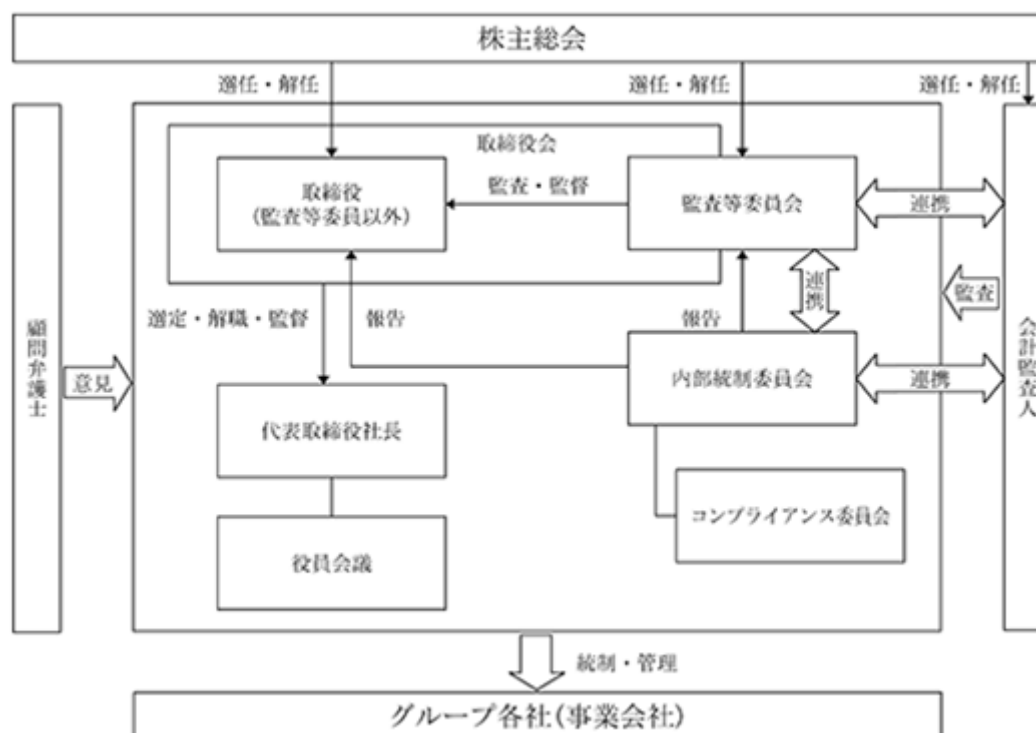 株主総会
選任・解任
選任・解任
選任・解任
取締役会
取締役
(監査等委員以外)
監査・監督
監査等委員会
連携
連携
監査
選定・解職・監督
報告
報告
顧問弁護士
意見
内部統制委員会
連携
会計監査人
代表取締役社長
コンプライアンス委員会
役員会議
統制・管理
グループ各社(事業会社)